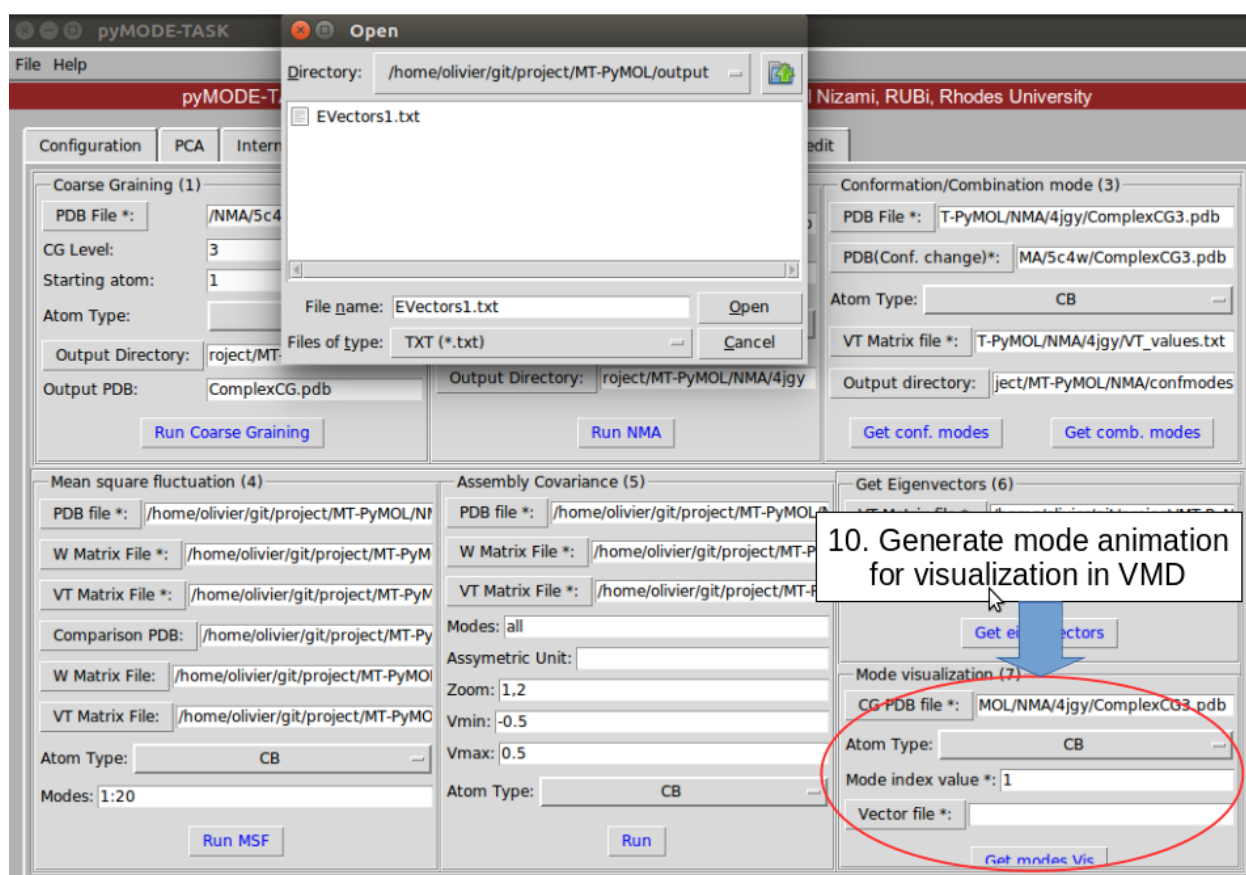 pyMODE-TASK
Open
File Help
Directory: /home/olivier/git/project/MT-PyMOL/output
pyMODE-T
Nizami, RUBi, Rhodes University
EVectors1.txt
Configuration PCA Intern edit
File name: EVectors1.txt Open
Files of type: TXT (*.txt) Cancel
Coarse Graining (1)
PDB File *: /NMA/5c4
CG Level: 3
Starting atom: 1
Atom Type:
Output Directory: roject/MT-
Output PDB: ComplexCG.pdb
Run Coarse Graining
Output Directory: roject/MT-PyMOL/NMA/4jgy
Run NMA
Conformation/Combination mode (3)
PDB File *: T-PyMOL/NMA/4jgy/ComplexCG3.pdb
PDB(Conf. change)*: MA/5c4w/ComplexCG3.pdb
Atom Type: CB
VT Matrix file *: T-PyMOL/NMA/4jgy/VT_values.txt
Output directory: ject/MT-PyMOL/NMA/confmodes
Get conf. modes Get comb. modes
Mean square fluctuation (4)
PDB file *: /home/olivier/git/project/MT-PyMOL/NM
W Matrix File *: /home/olivier/git/project/MT-PyM
VT Matrix File *: /home/olivier/git/project/MT-PyM
Comparison PDB: /home/olivier/git/project/MT-Py
W Matrix File: /home/olivier/git/project/MT-PyMOL
VT Matrix File: /home/olivier/git/project/MT-PyMO
Atom Type: CB
Modes: 1:20
Run MSF
Assembly Covariance (5)
PDB file *: /home/olivier/git/project/MT-PyMOL/N
W Matrix File *: /home/olivier/git/project/MT-P
VT Matrix File *: /home/olivier/git/project/MT-P
Modes: all
Assymetric Unit:
Zoom: 1,2
Vmin: -0.5
Vmax: 0.5
Atom Type: CB
Run
Get Eigenvectors (6)
10. Generate mode animation
for visualization in VMD
Get eigenvectors
Mode visualization (7)
CG PDB file *: MOL/NMA/4jgy/ComplexCG3.pdb
Atom Type: CB
Mode index value *: 1
Vector file *:
Get modes Vis